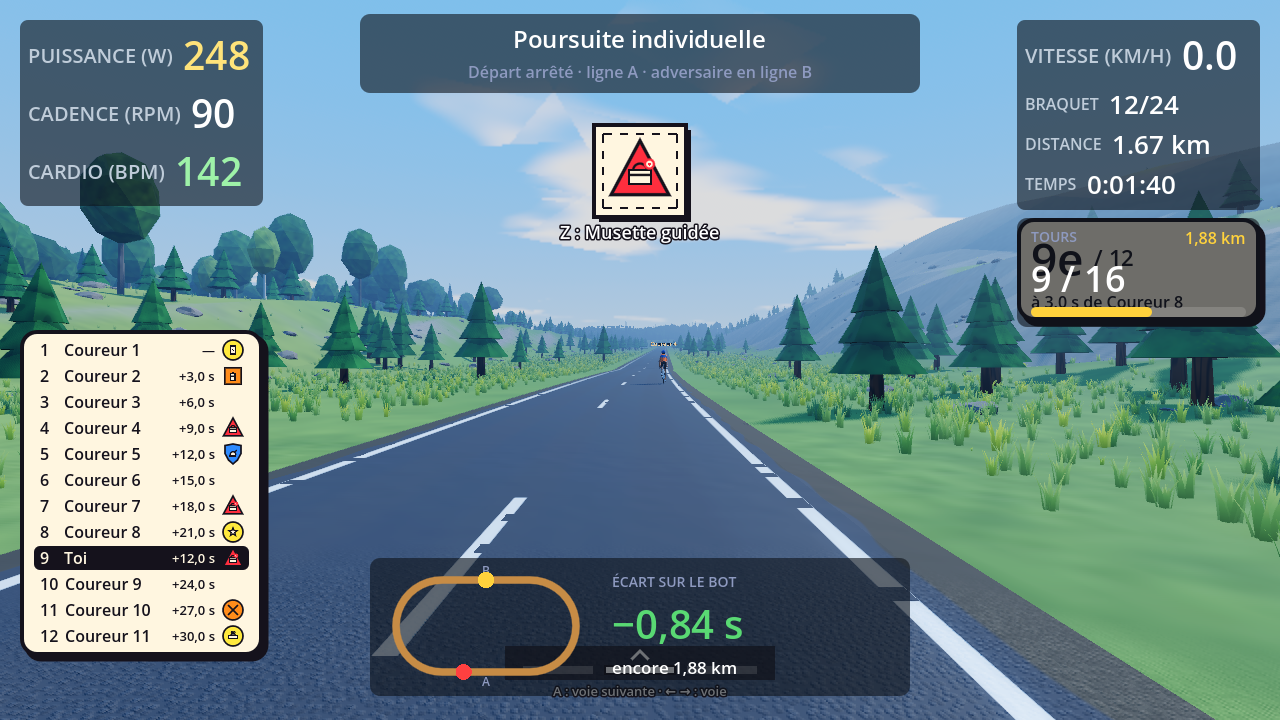 PUISSANCE (W) 248
CADENCE (RPM) 90
CARDIO (BPM) 142
Poursuite individuelle
Départ arrêté · ligne A · adversaire en ligne B
VITESSE (KM/H) 0.0
BRAQUET 12/24
DISTANCE 1.67 km
TEMPS 0:01:40
Z : Musette guidée
TOURS 1,88 km
9e / 12
9 / 16
à 3.0 s de Coureur 8
1 Coureur 1 —
2 Coureur 2 +3,0 s
3 Coureur 3 +6,0 s
4 Coureur 4 +9,0 s
5 Coureur 5 +12,0 s
6 Coureur 6 +15,0 s
7 Coureur 7 +18,0 s
8 Coureur 8 +21,0 s
9 Toi +12,0 s
10 Coureur 9 +24,0 s
11 Coureur 10 +27,0 s
12 Coureur 11 +30,0 s
B
A
ÉCART SUR LE BOT
−0,84 s
encore 1,88 km
A : voie suivante · ← → : voie